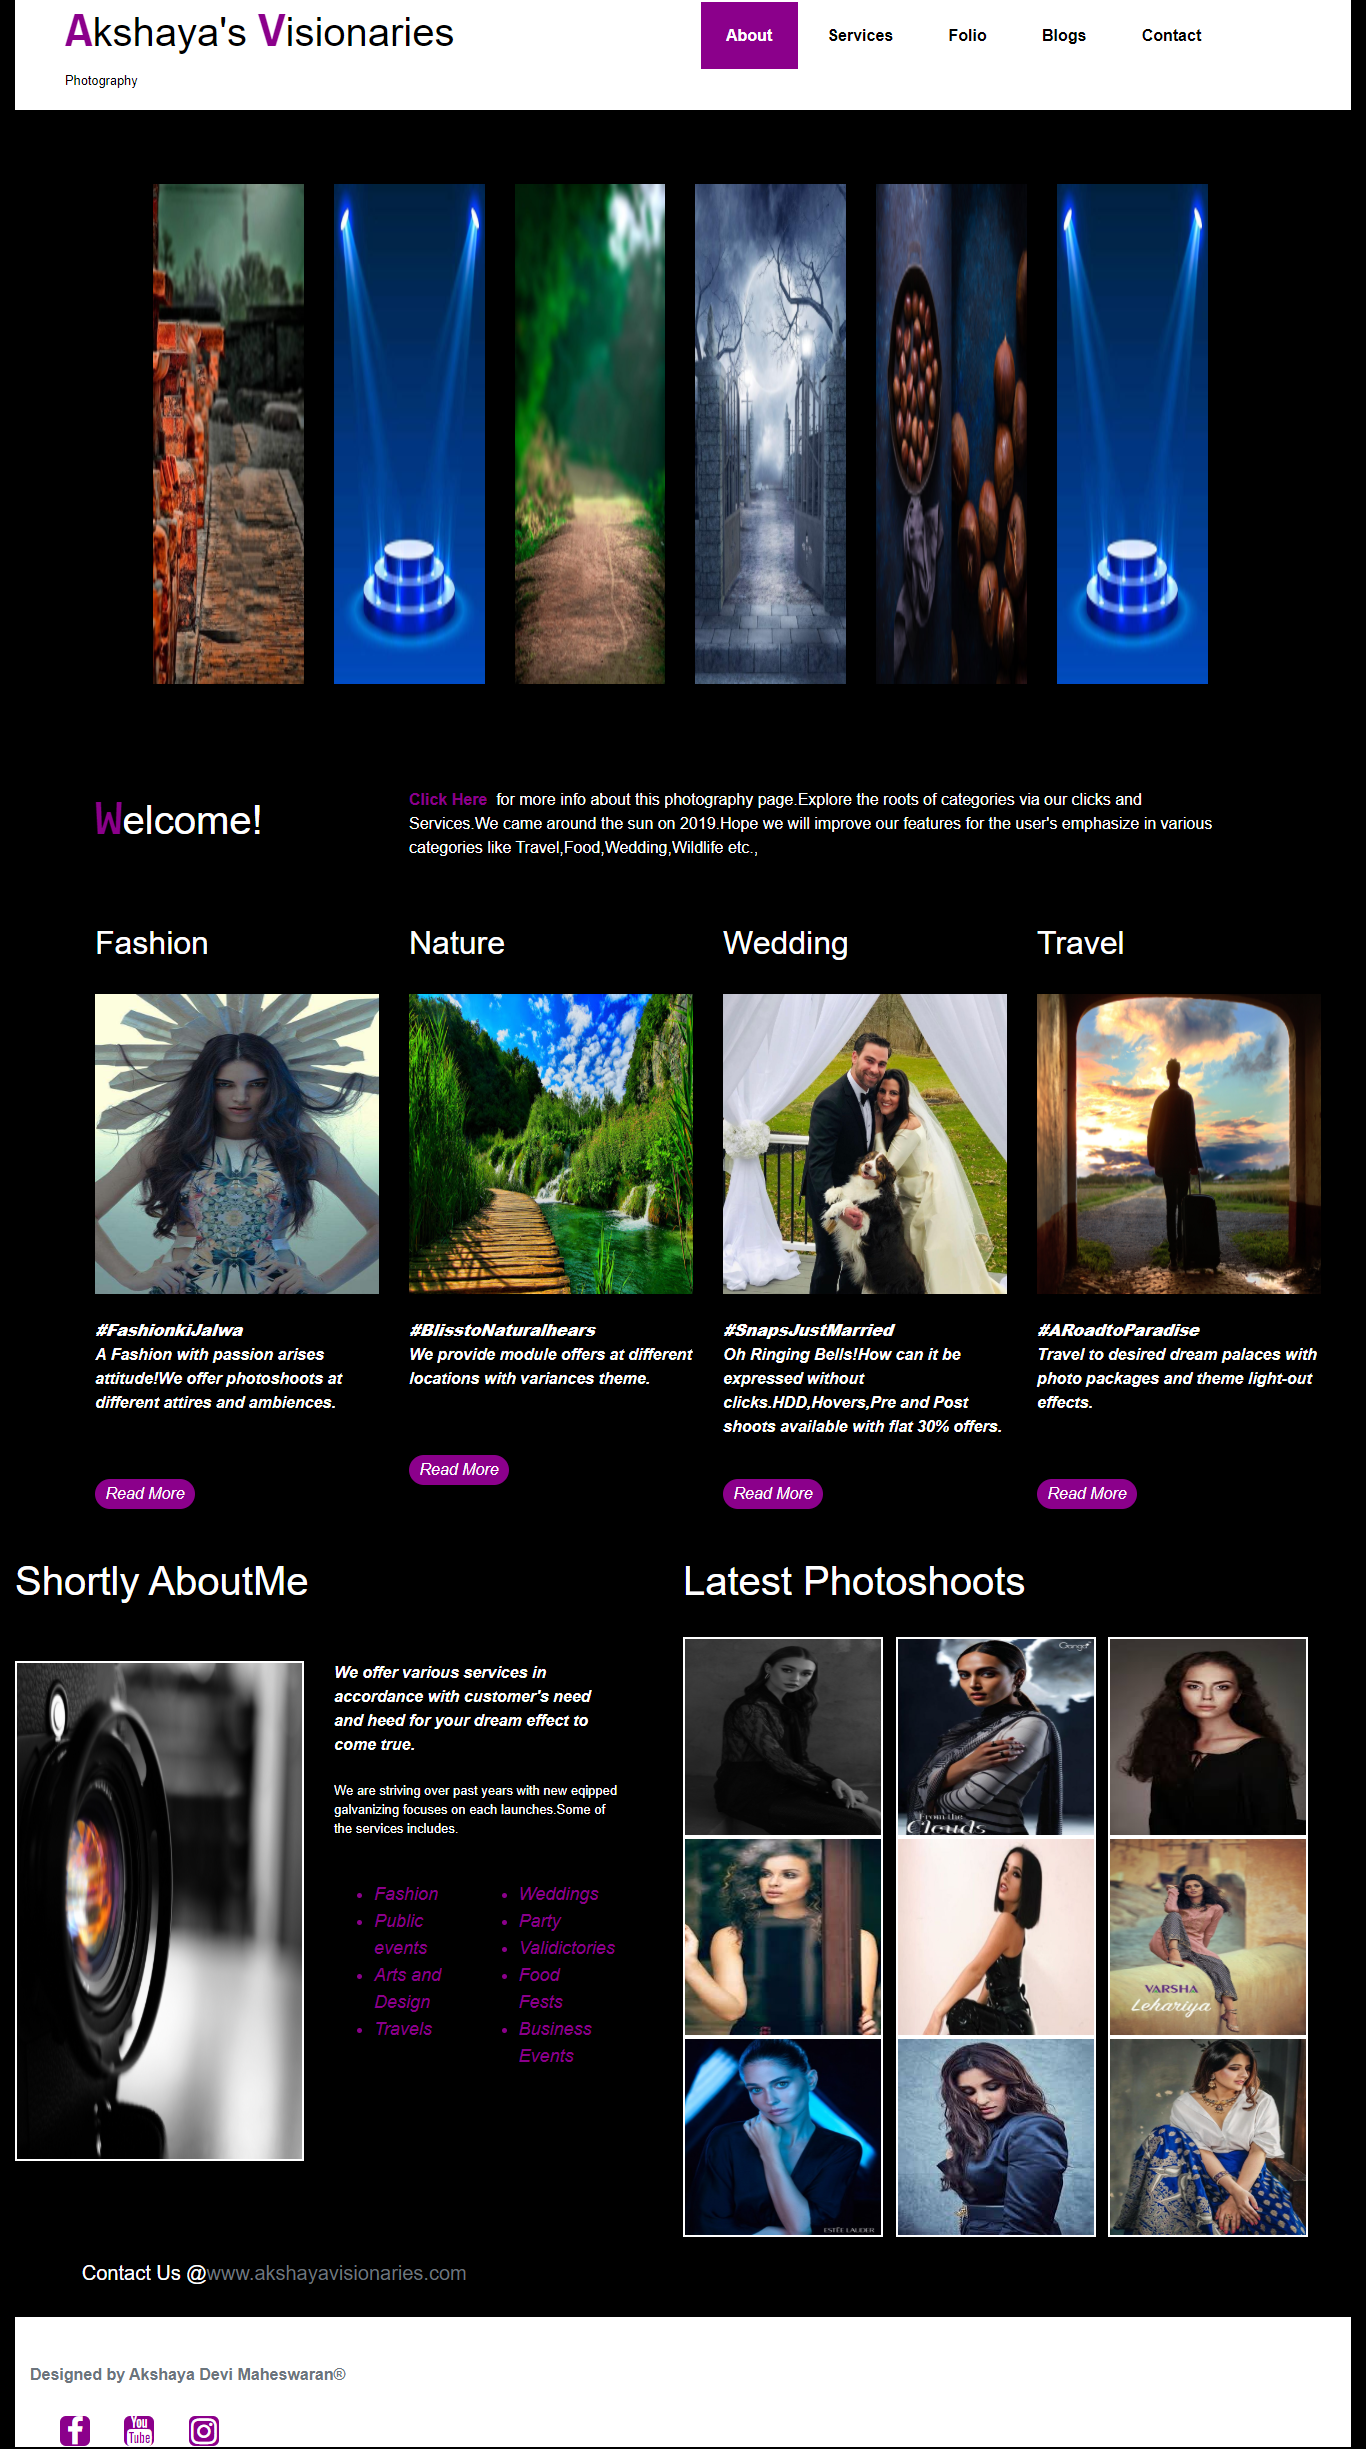 Akshaya's Visionaries
Photography
About Services Folio Blogs Contact
Welcome!
Click Here for more info about this photography page.Explore the roots of categories via our clicks and
Services.We came around the sun on 2019.Hope we will improve our features for the user's emphasize in various
categories like Travel,Food,Wedding,Wildlife etc.,
Fashion
#FashionkiJalwa
A Fashion with passion arises
attitude!We offer photoshoots at
different attires and ambiences.
Read More
Nature
#BlisstoNaturalhears
We provide module offers at different
locations with variances theme.
Read More
Wedding
#SnapsJustMarried
Oh Ringing Bells!How can it be
expressed without
clicks.HDD,Hovers,Pre and Post
shoots available with flat 30% offers.
Read More
Travel
#ARoadtoParadise
Travel to desired dream palaces with
photo packages and theme light-out
effects.
Read More
Shortly AboutMe
We offer various services in
accordance with customer's need
and heed for your dream effect to
come true.
We are striving over past years with new eqipped
galvanizing focuses on each launches.Some of
the services includes.
Fashion
Public
events
Arts and
Design
Travels
Weddings
Party
Validictories
Food
Fests
Business
Events
Latest Photoshoots
Ganga
From the
Clouds
VARSHA
Lehariya
ESTÉE LAUDER
Contact Us @www.akshayavisionaries.com
Designed by Akshaya Devi Maheswaran®
You
Tube